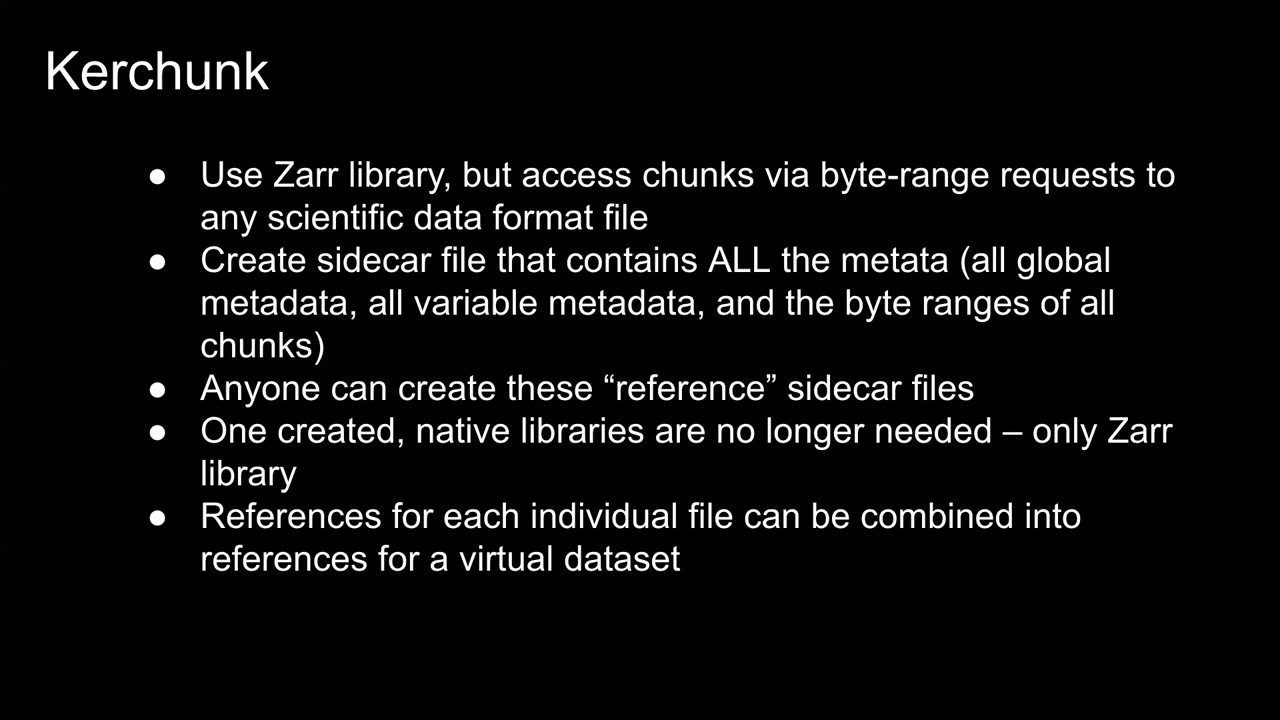 Kerchunk
● Use Zarr library, but access chunks via byte-range requests to
any scientific data format file
● Create sidecar file that contains ALL the metata (all global
metadata, all variable metadata, and the byte ranges of all
chunks)
● Anyone can create these “reference” sidecar files
● One created, native libraries are no longer needed – only Zarr
library
● References for each individual file can be combined into
references for a virtual dataset